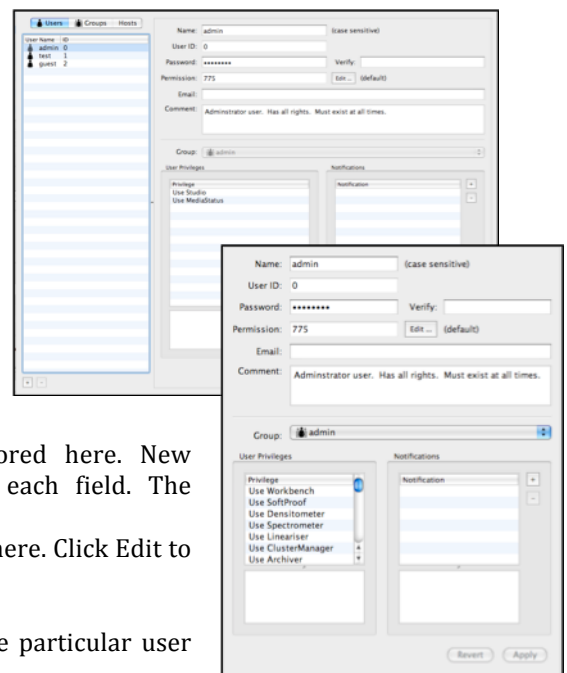 Users Groups Hosts
User Name ID
admin 0
test 1
guest 2
Name: admin (case sensitive)
User ID: 0
Password: •••••••• Verify:
Permission: 775 Edit ... (default)
Email:
Comment: Adminstrator user. Has all rights. Must exist at all times.
Group: admin
User Privileges Notifications
Privilege Notification +
Use Studio -
Use MediaStatus
+ -
Name: admin (case sensitive)
User ID: 0
Password: •••••••• Verify:
Permission: 775 Edit ... (default)
Email:
Comment: Adminstrator user. Has all rights. Must exist at all times.
Group: admin
User Privileges Notifications
Privilege Notification +
Use Workbench -
Use SoftProof
Use Densitometer
Use Spectrometer
Use Lineariser
Use ClusterManager
Use Archiver
Revert Apply
ored here. New
each field. The
here. Click Edit to
e particular user